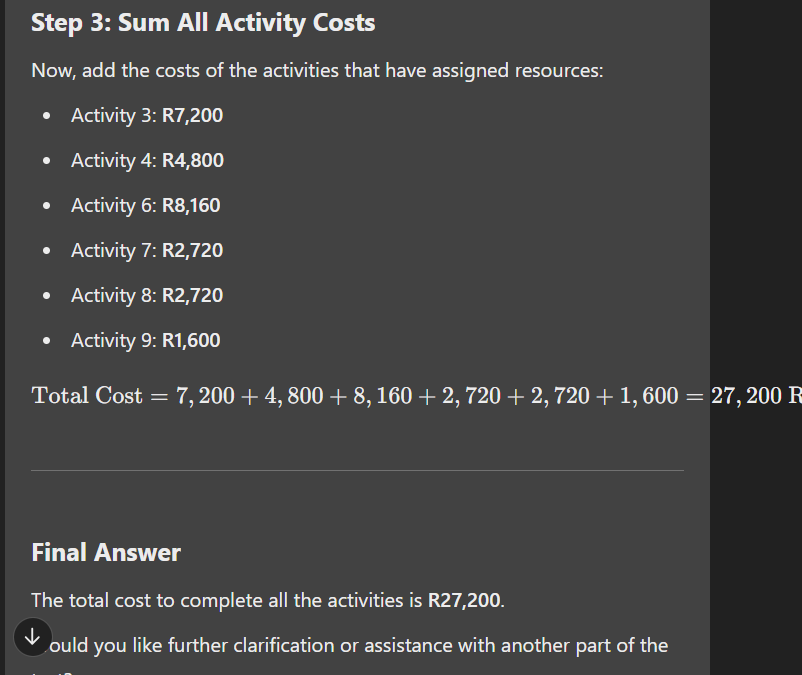 Step 3: Sum All Activity Costs
Now, add the costs of the activities that have assigned resources:
• Activity 3: R7,200
• Activity 4: R4,800
• Activity 6: R8,160
• Activity 7: R2,720
• Activity 8: R2,720
• Activity 9: R1,600
Total Cost = 7,200 + 4,800 + 8,160 + 2,720 + 2,720 + 1,600 = 27,200 R
Final Answer
The total cost to complete all the activities is R27,200.
ould you like further clarification or assistance with another part of the